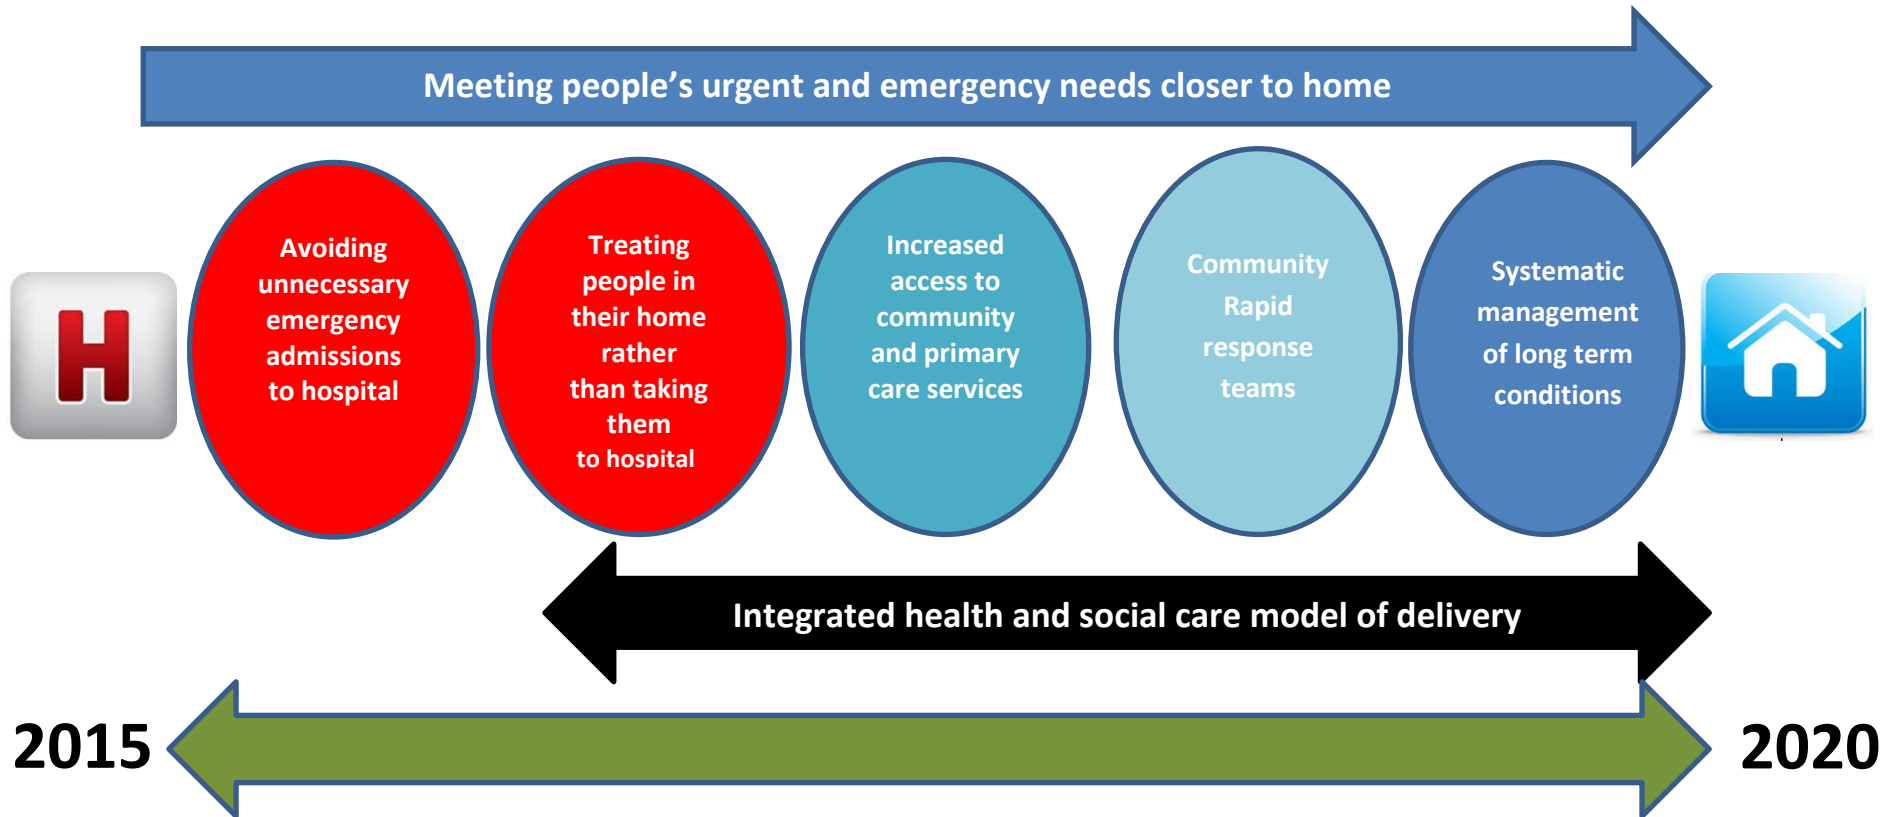 Meeting people’s urgent and emergency needs closer to home
Avoiding
unnecessary
emergency
admissions
to hospital
Treating
people in
their home
rather
than taking
them
to hospital
Increased
access to
community
and primary
care services
Community
Rapid
response
teams
Systematic
management
of long term
conditions
H
Integrated health and social care model of delivery
2015
2020